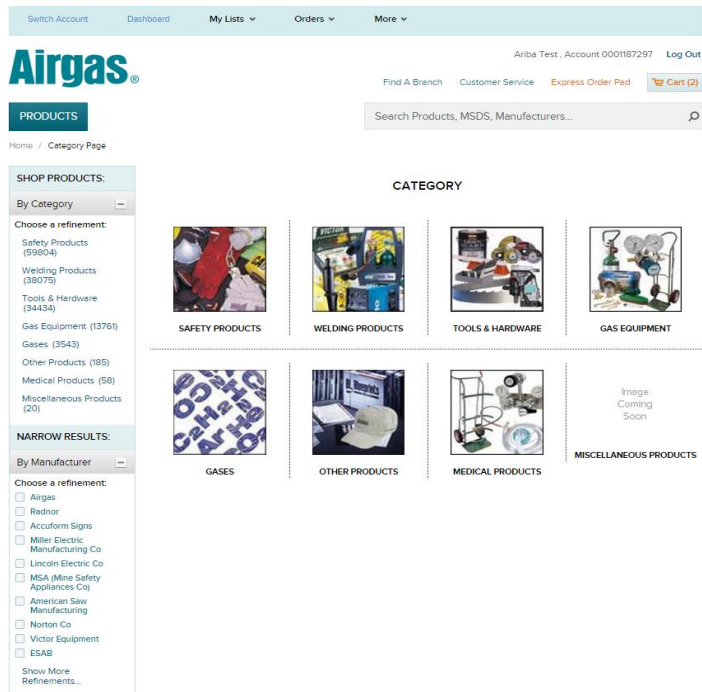 Switch Account Dashboard My Lists Orders More
Ariba Test , Account 0001187297 Log Out
Airgas®
Find A Branch Customer Service Express Order Pad Cart (2)
PRODUCTS
Search Products, MSDS, Manufacturers...
Home / Category Page
SHOP PRODUCTS:
By Category
Choose a refinement:
Safety Products
(59804)
Welding Products
(38075)
Tools & Hardware
(34434)
Gas Equipment (13761)
Gases (3543)
Other Products (185)
Medical Products (58)
Miscellaneous Products
(20)
NARROW RESULTS:
By Manufacturer
Choose a refinement:
Airgas
Radnor
Accuform Signs
Miller Electric
Manufacturing Co
Lincoln Electric Co
MSA (Mine Safety
Appliances Co)
American Saw
Manufacturing
Norton Co
Victor Equipment
ESAB
Show More
Refinements...
CATEGORY
VICTOR
SAFETY PRODUCTS
WELDING PRODUCTS
TOOLS & HARDWARE
GAS EQUIPMENT
Image
Coming
Soon
GASES
OTHER PRODUCTS
MEDICAL PRODUCTS
MISCELLANEOUS PRODUCTS